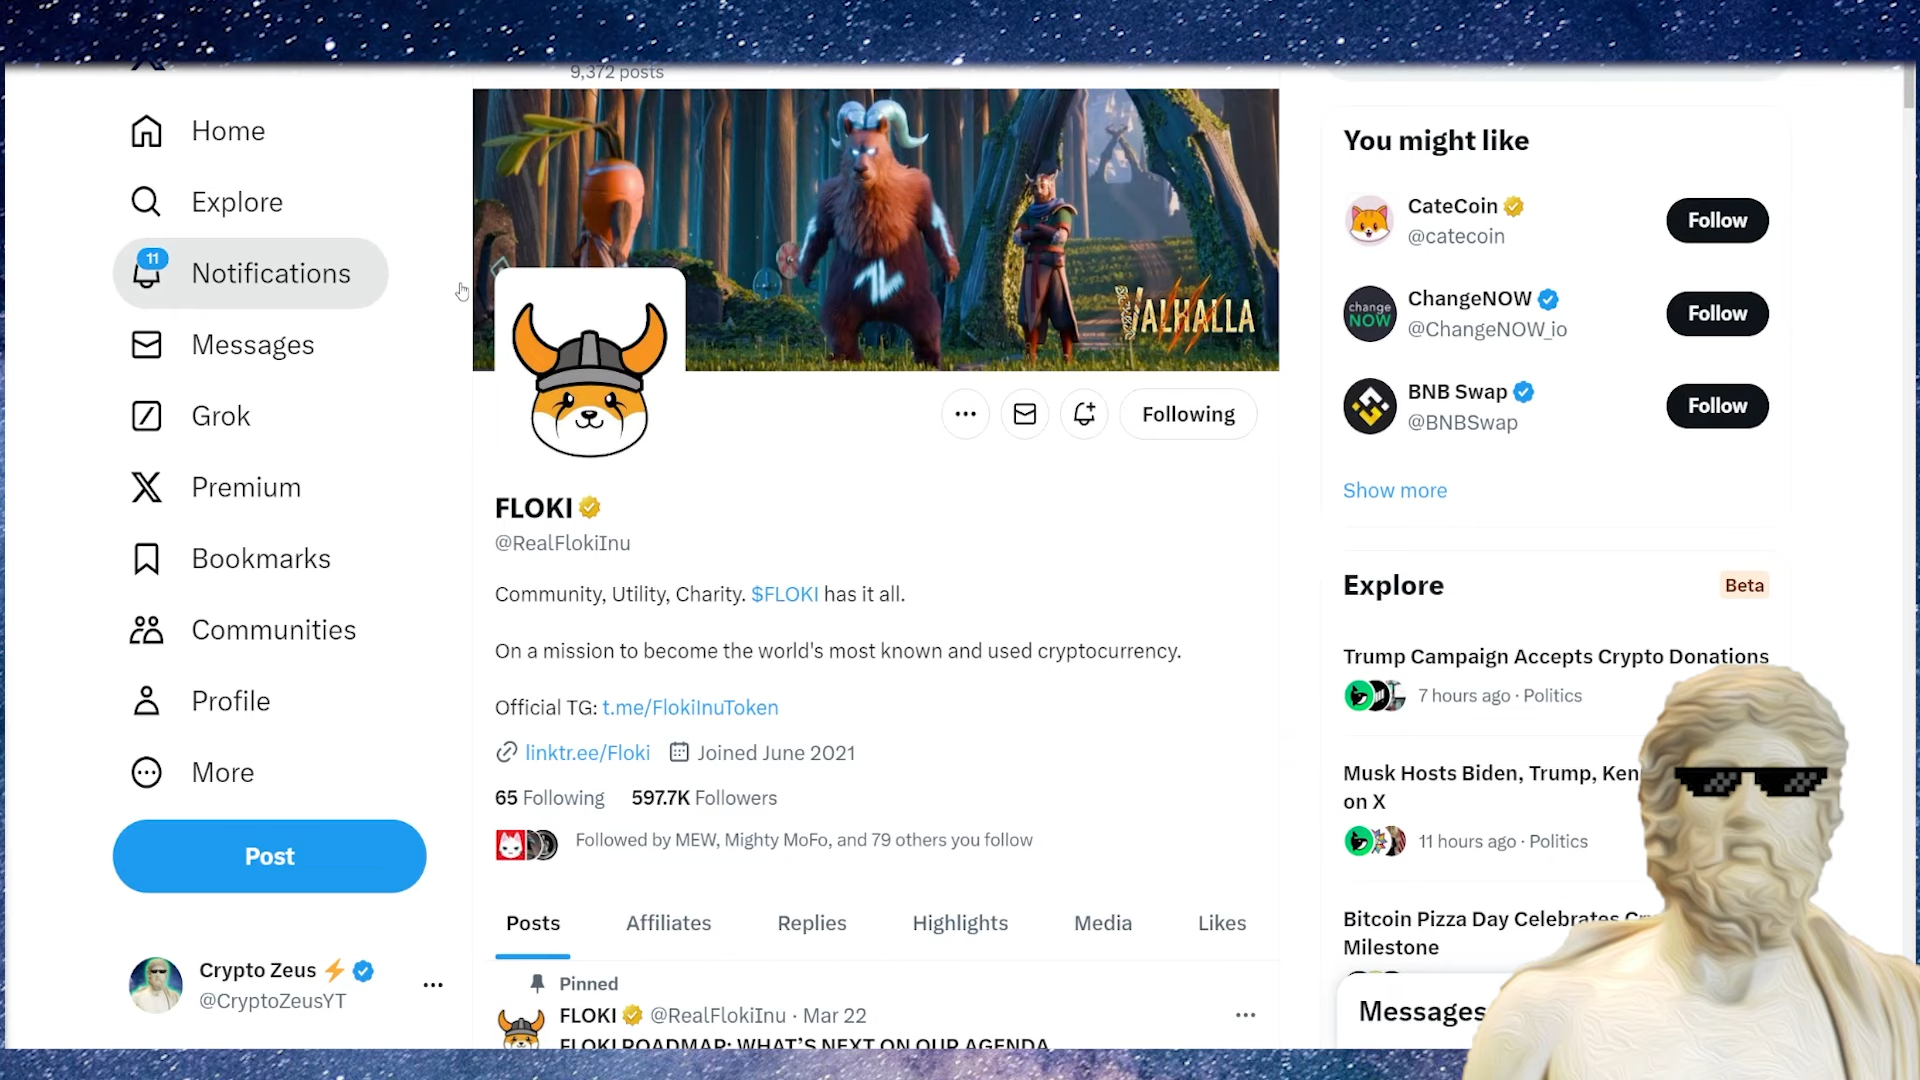 9,372 posts
Home
Explore
11
Notifications
Messages
Grok
Premium
Bookmarks
Communities
Profile
More
Post
Crypto Zeus
@CryptoZeusYT
VALHALLA
Following
FLOKI
@RealFlokiInu
Community, Utility, Charity. $FLOKI has it all.
On a mission to become the world's most known and used cryptocurrency.
Official TG: t.me/FlokiInuToken
linktr.ee/Floki Joined June 2021
65 Following 597.7K Followers
Followed by MEW, Mighty MoFo, and 79 others you follow
Posts Affiliates Replies Highlights Media Likes
Pinned
FLOKI @RealFlokiInu · Mar 22
FLOKI ROADMAP: WHAT'S NEXT ON OUR AGENDA
You might like
CateCoin
@catecoin
Follow
change
NOW
ChangeNOW
@ChangeNOW_io
Follow
BNB Swap
@BNBSwap
Follow
Show more
Explore
Beta
Trump Campaign Accepts Crypto Donations
7 hours ago · Politics
Musk Hosts Biden, Trump,
on X
11 hours ago · Politics
Bitcoin Pizza Day Celebrates
Milestone
Messages